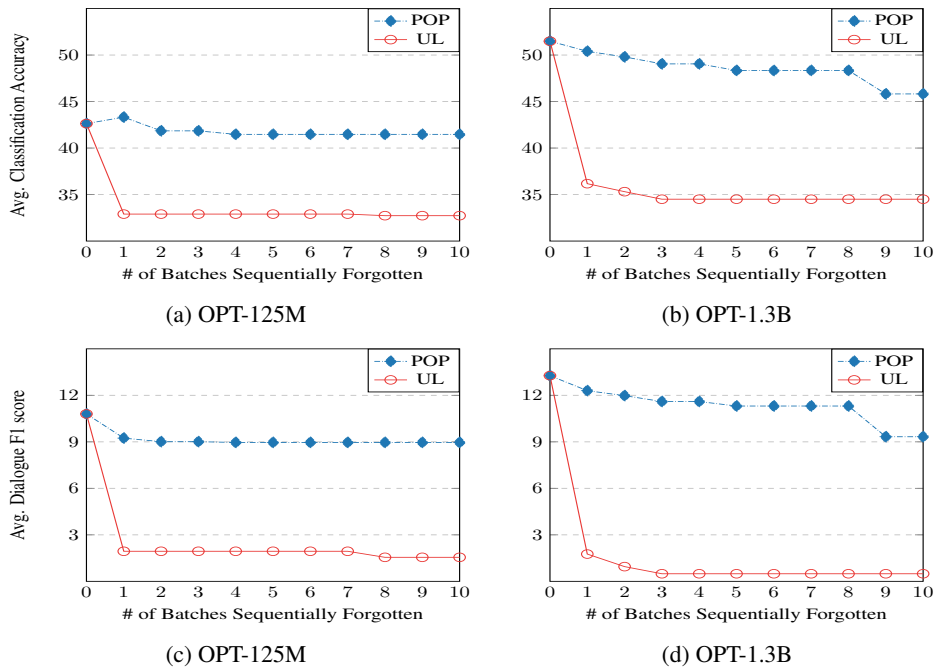 POP
UL
50
45
40
35
Avg. Classification Accuracy
0 1 2 3 4 5 6 7 8 9 10
# of Batches Sequentially Forgotten
(a) OPT-125M
POP
UL
50
45
40
35
0 1 2 3 4 5 6 7 8 9 10
# of Batches Sequentially Forgotten
(b) OPT-1.3B
POP
UL
12
9
6
3
Avg. Dialogue F1 score
0 1 2 3 4 5 6 7 8 9 10
# of Batches Sequentially Forgotten
(c) OPT-125M
POP
UL
12
9
6
3
0 1 2 3 4 5 6 7 8 9 10
# of Batches Sequentially Forgotten
(d) OPT-1.3B